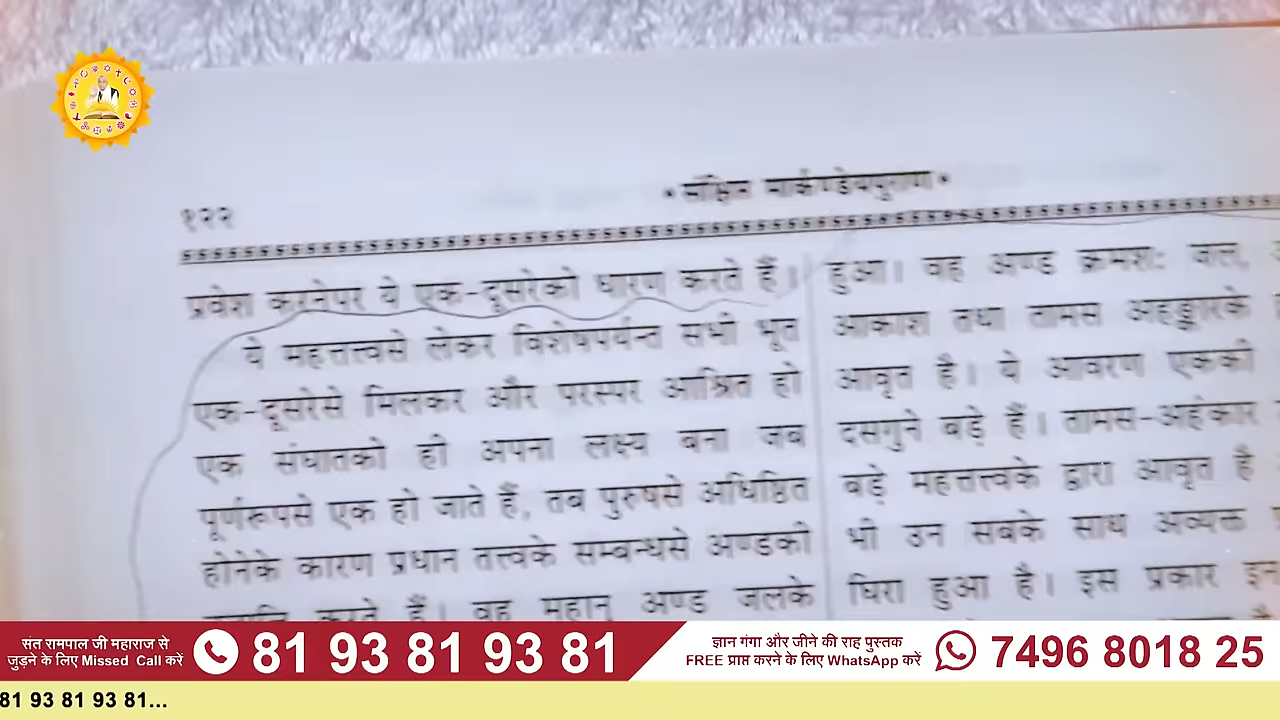 १२२
• संक्षिप्त मार्कण्डेयपुराण •
प्रवेश करनेपर ये एक-दूसरेको धारण करते हैं।
ये महत्तत्त्वसे लेकर विशेषपर्यन्त सभी भूत
एक-दूसरेसे मिलकर और परस्पर आश्रित हो
एक संघातको ही अपना लक्ष्य बना जब
पूर्णरूपसे एक हो जाते हैं, तब पुरुषसे अधिष्ठित
होनेके कारण प्रधान तत्त्वके सम्बन्धसे अण्डकी
करते हैं। वह महान् अण्ड जलके
हुआ। वह अण्ड क्रमशः जल,
आकाश तथा तामस अहङ्कारके
आवृत है। ये आवरण एककी
दसगुने बड़े हैं। तामस-अहंकार
बड़े महत्तत्त्वके द्वारा आवृत है
भी उन सबके साथ अव्यक्त
घिरा हुआ है। इस प्रकार इन
संत रामपाल जी महाराज से
जुड़ने के लिए Missed Call करें
81 93 81 93 81
ज्ञान गंगा और जीने की राह पुस्तक
FREE प्राप्त करने के लिए WhatsApp करें
7496 8018 25
81 93 81 93 81...